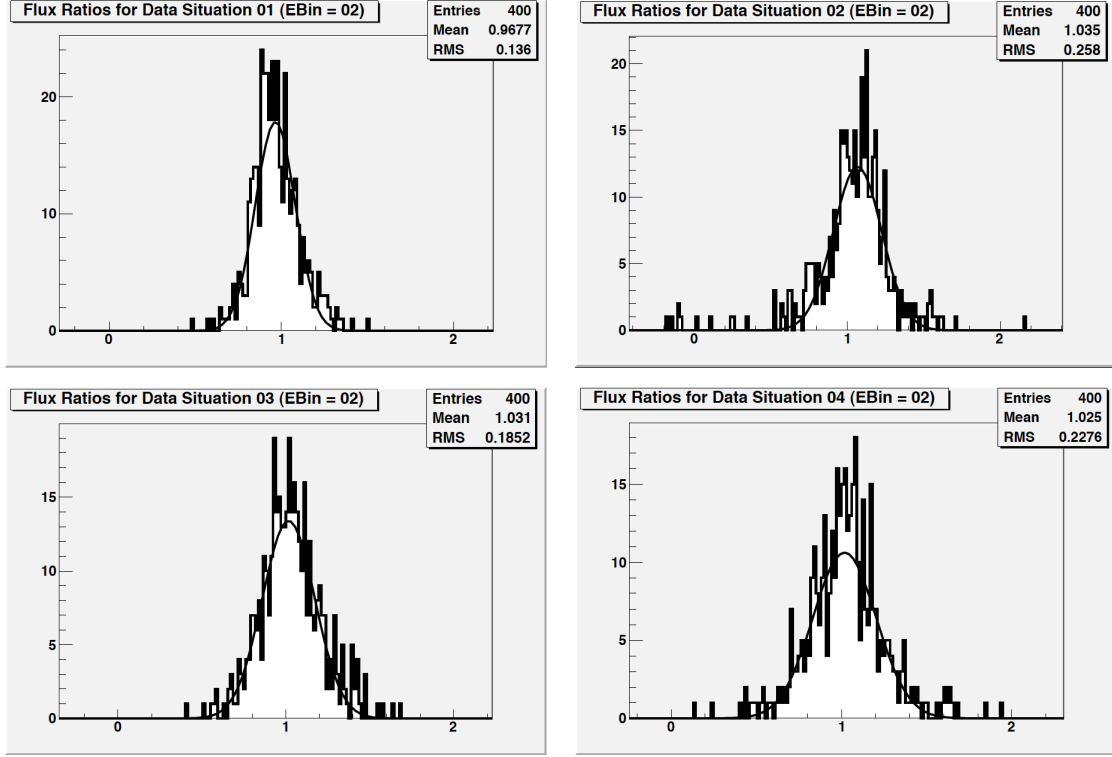 Flux Ratios for Data Situation 01 (EBin = 02)
Entries 400
Mean 0.9677
RMS 0.136
20
10
0
0 1 2
Flux Ratios for Data Situation 02 (EBin = 02)
Entries 400
Mean 1.035
RMS 0.258
20
15
10
5
0
0 1 2
Flux Ratios for Data Situation 03 (EBin = 02)
Entries 400
Mean 1.031
RMS 0.1852
15
10
5
0
0 1 2
Flux Ratios for Data Situation 04 (EBin = 02)
Entries 400
Mean 1.025
RMS 0.2276
15
10
5
0
0 1 2